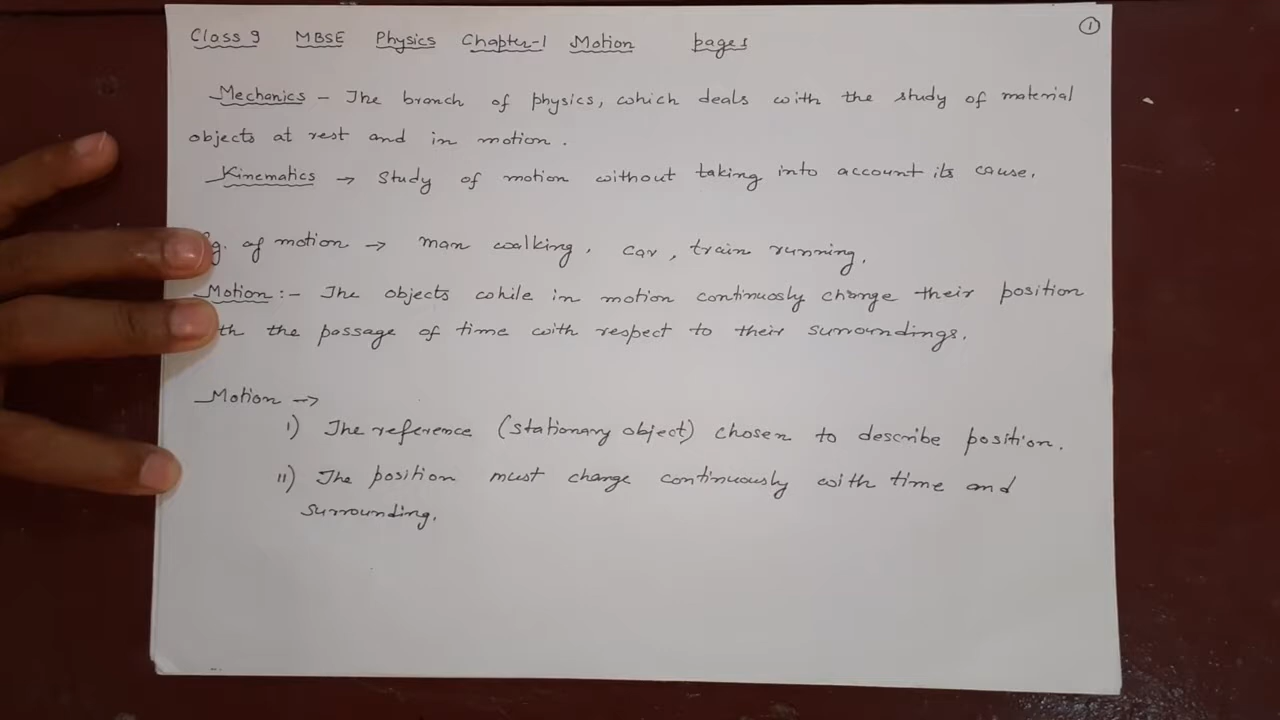 Class 9 MBSE Physics Chapter-1 Motion pages
1
Mechanics - The branch of physics, which deals with the study of material
objects at rest and in motion.
Kinematics → Study of motion without taking into account its cause.
of motion → man walking, car, train running.
Motion :- The objects while in motion continuosly change their position
the passage of time with respect to their surroundings.
Motion →
i) The reference (stationary object) chosen to describe position.
ii) The position must change continuously with time and
surrounding.